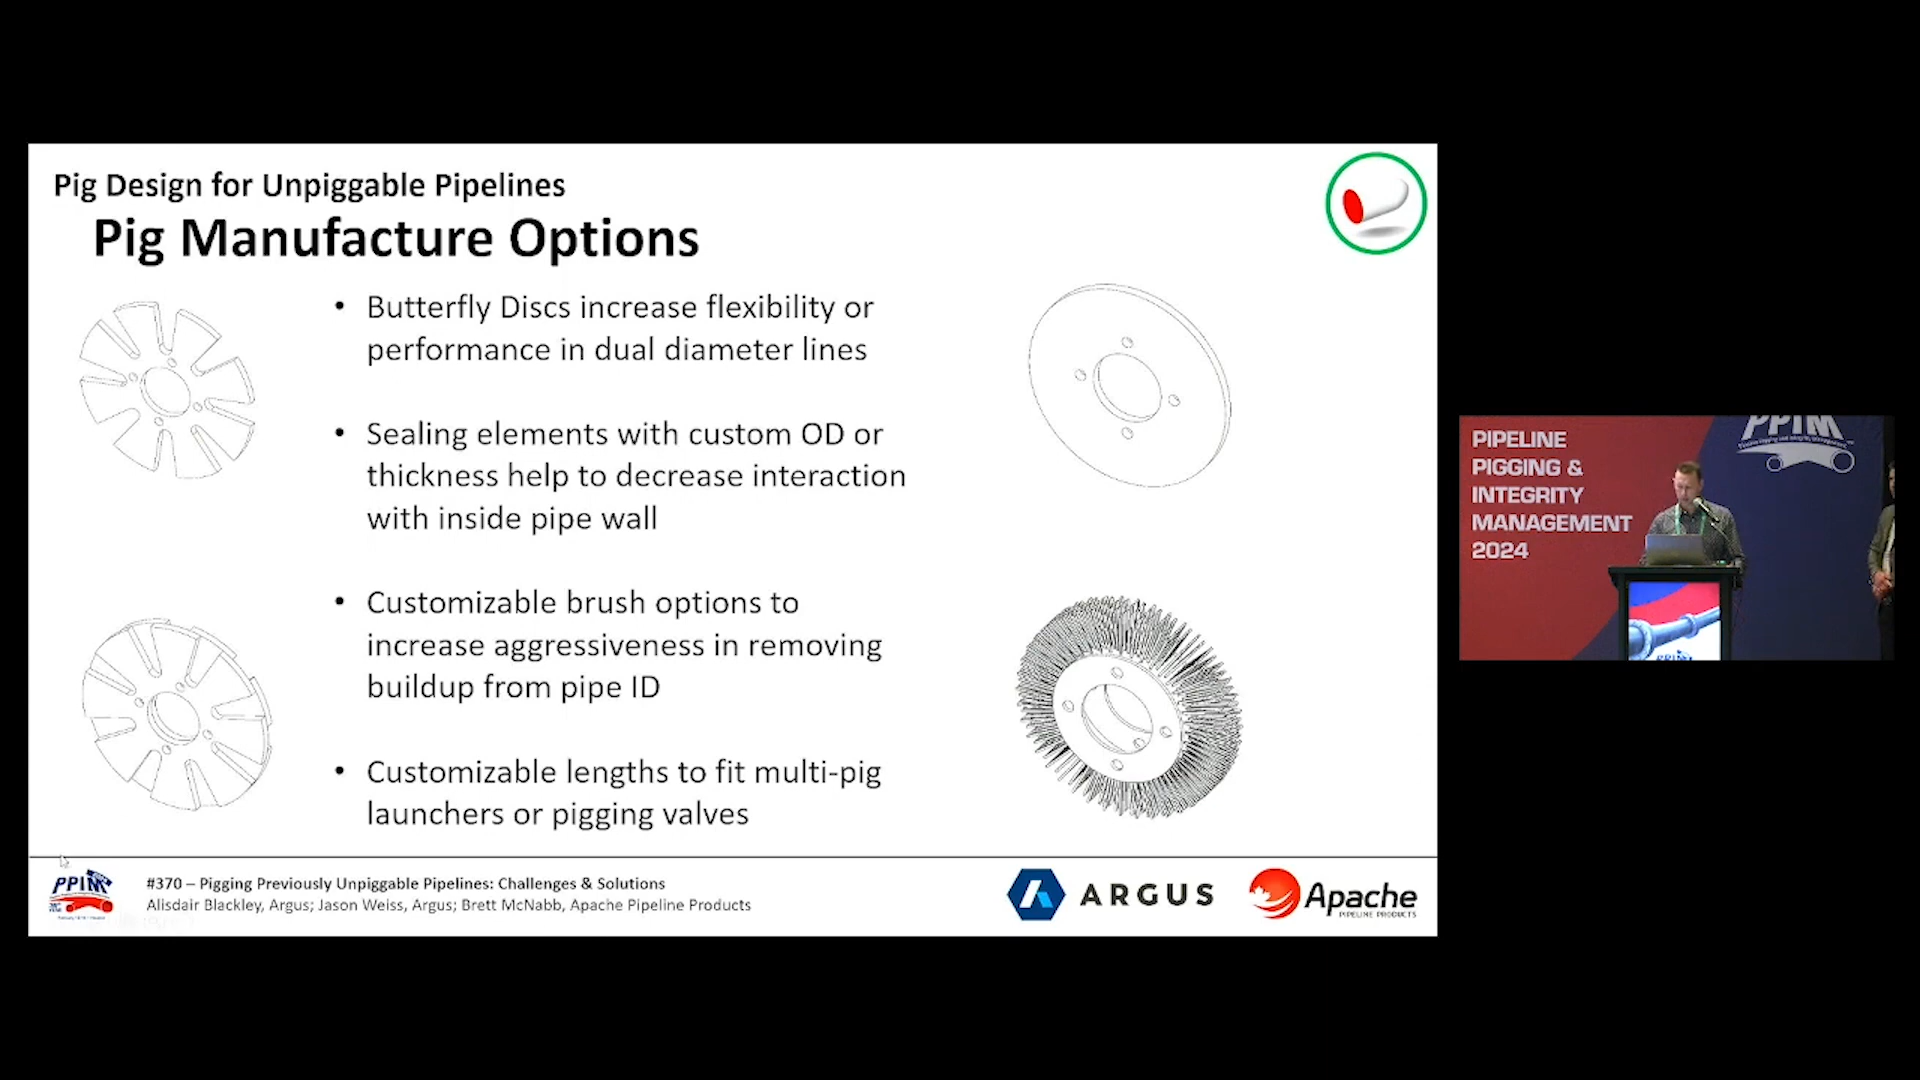 Pig Design for Unpiggable Pipelines
Pig Manufacture Options
• Butterfly Discs increase flexibility or
performance in dual diameter lines
• Sealing elements with custom OD or
thickness help to decrease interaction
with inside pipe wall
• Customizable brush options to
increase aggressiveness in removing
buildup from pipe ID
• Customizable lengths to fit multi-pig
launchers or pigging valves
PPIM
#370 – Pigging Previously Unpiggable Pipelines: Challenges & Solutions
Alisdair Blackley, Argus; Jason Weiss, Argus; Brett McNabb, Apache Pipeline Products
ARGUS
Apache
PIPELINE PRODUCTS
PIPELINE
PIGGING &
INTEGRITY
MANAGEMENT
2024
PPIM
PPIM